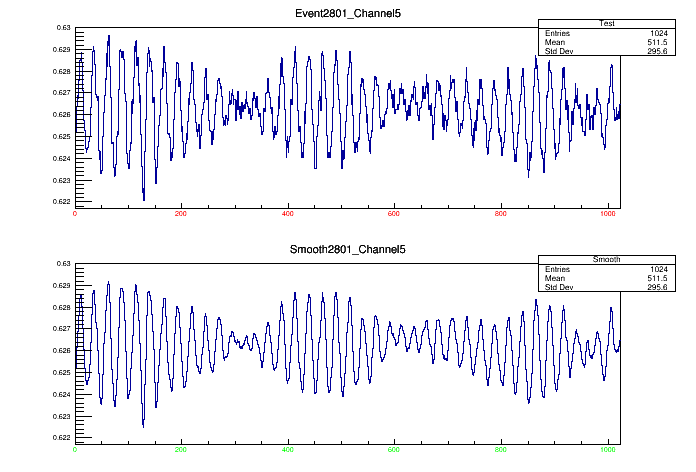 Event2801_Channel5
Test
Entries 1024
Mean 511.5
Std Dev 295.6
0.63
0.629
0.628
0.627
0.626
0.625
0.624
0.623
0.622
0 200 400 600 800 1000
Smooth2801_Channel5
Smooth
Entries 1024
Mean 511.5
Std Dev 295.6
0.63
0.629
0.628
0.627
0.626
0.625
0.624
0.623
0.622
0 200 400 600 800 1000